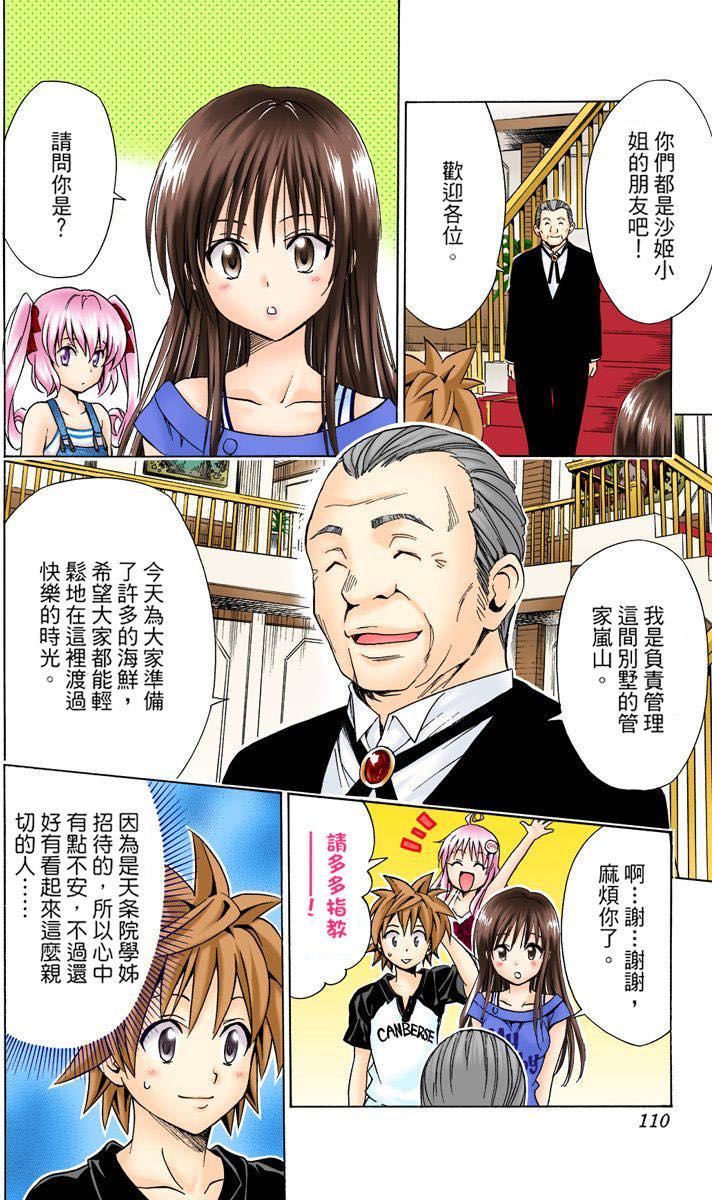 你們都是沙姬小
姐的朋友吧！
歡迎各位。
請問你是？
我是負責管理
這間別墅的管
家嵐山。
今天為大家準備
了許多的海鮮，
希望大家都能輕
鬆地在這裡渡過
快樂的時光。
啊…謝…謝謝，
麻煩你了。
請多多指教
——！
CANBERSE
因為是天条院學姊
招待的，所以心中
有點不安，不過還
好有看起來這麼親
切的人……
110